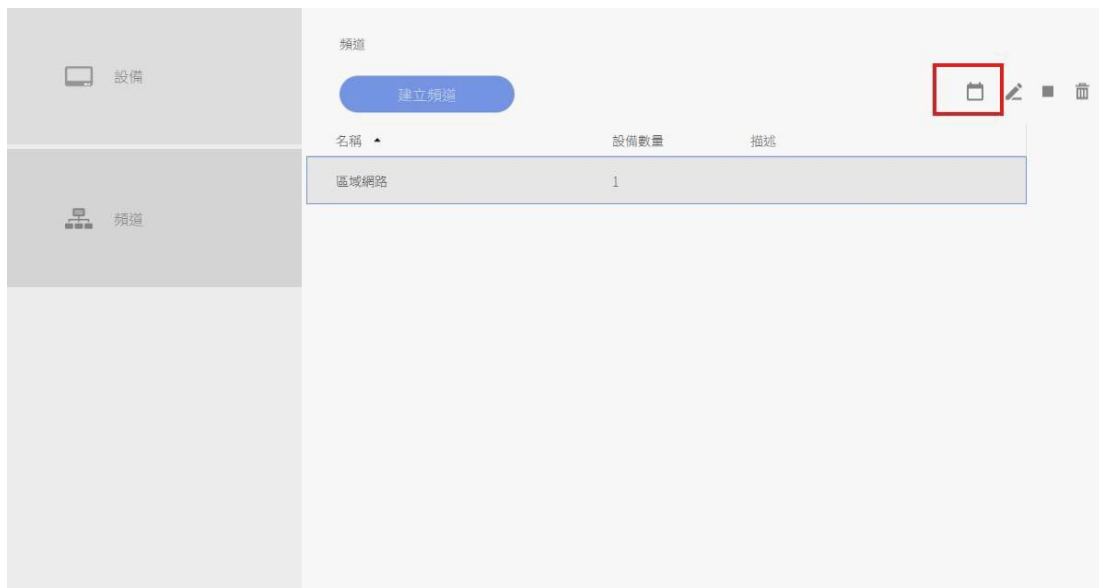 設備
頻道
頻道
建立頻道
名稱 設備數量 描述
區域網路 1